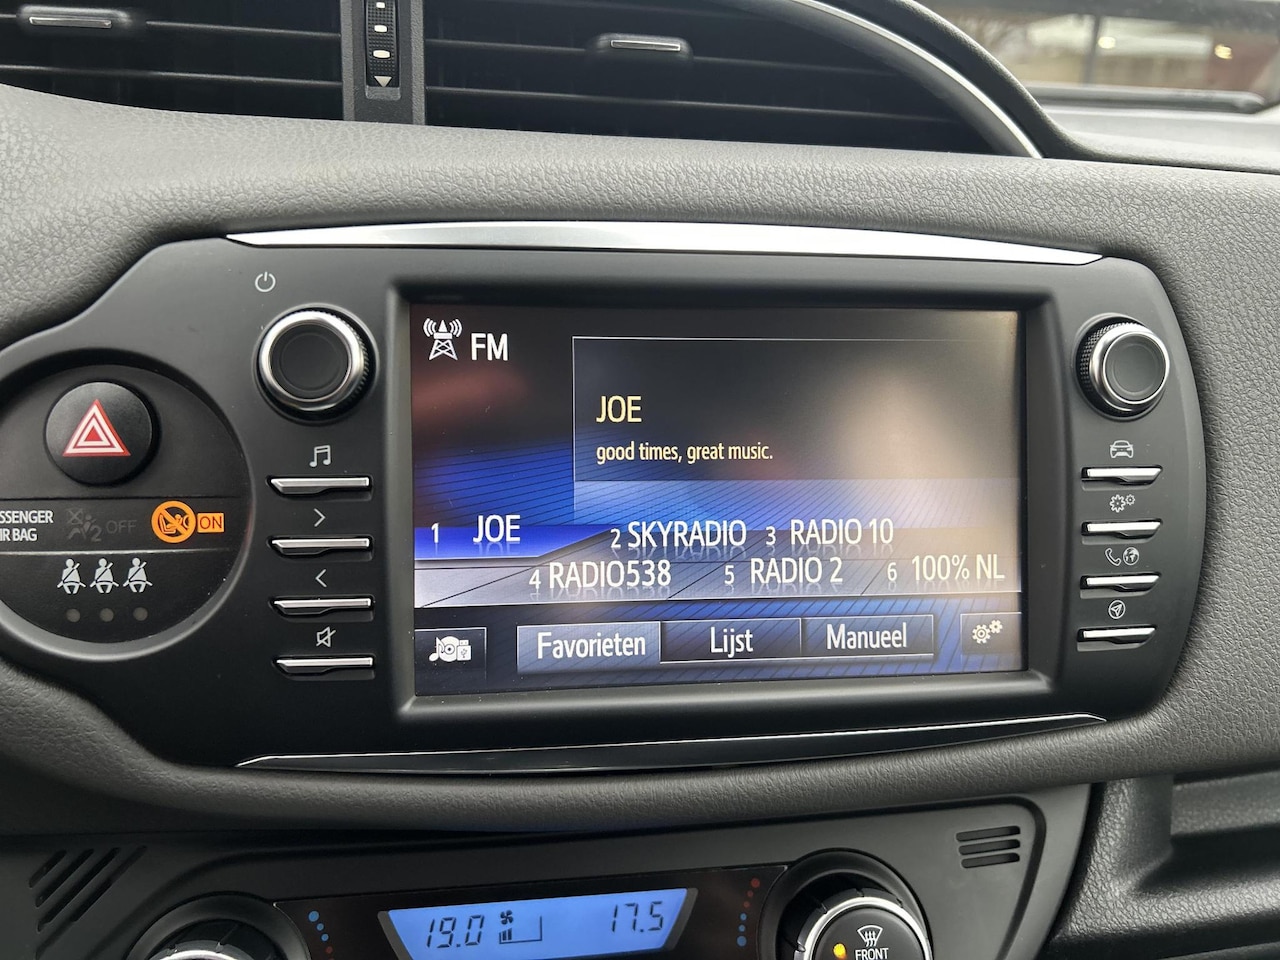 FM
JOE
good times, great music.
1 JOE 2 SKYRADIO 3 RADIO 10
4 RADIO538 5 RADIO 2 6 100% NL
Favorieten Lijst Manueel
2 OFF ON
19.0 17.5
FRONT